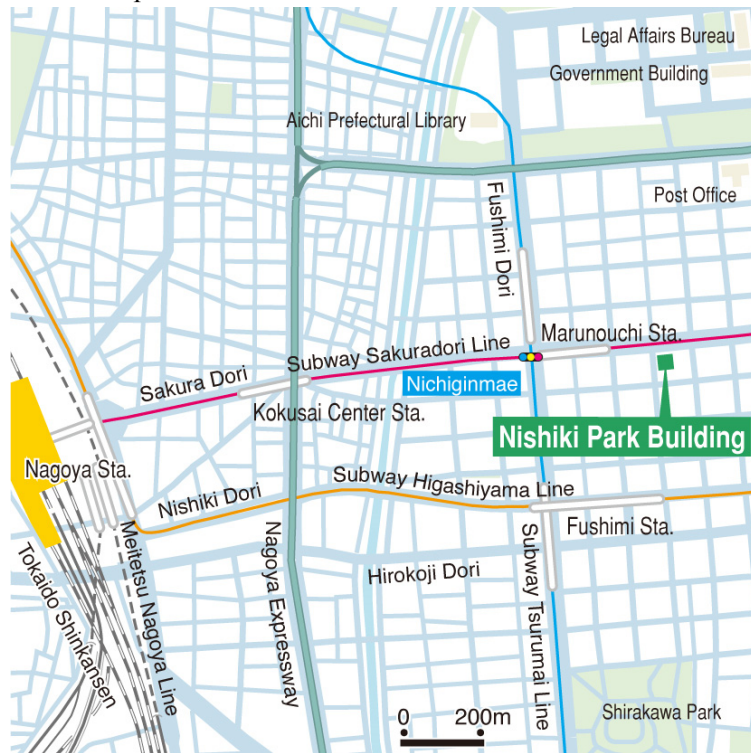 Legal Affairs Bureau
Government Building
Aichi Prefectural Library
Post Office
Fushimi Dori
Marunouchi Sta.
Subway Sakuradori Line
Sakura Dori
Nichiginmae
Kokusai Center Sta.
Nishiki Park Building
Nagoya Sta.
Subway Higashiyama Line
Nishiki Dori
Fushimi Sta.
Meitetsu Nagoya Line
Tokaido Shinkansen
Nagoya Expressway
Hirokoji Dori
Subway Tsurumai Line
Shirakawa Park
0 200m